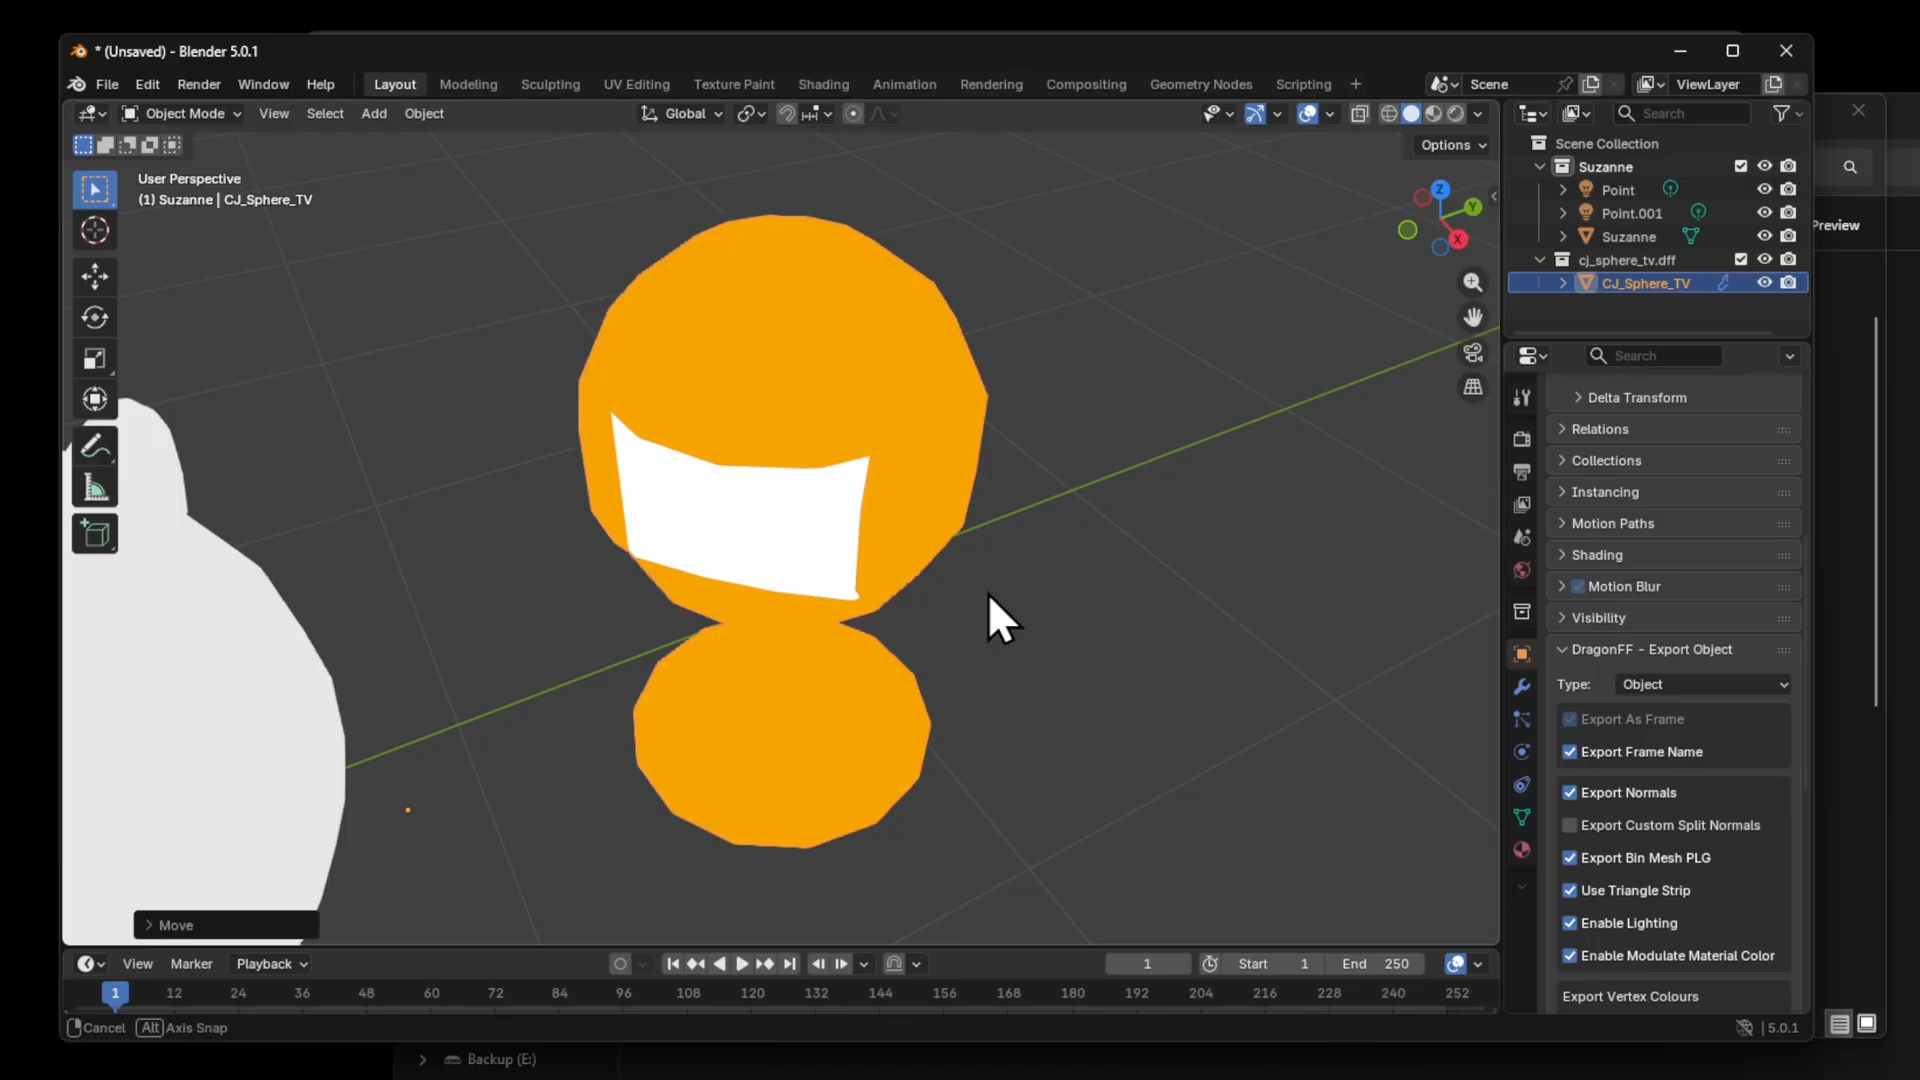 * (Unsaved) - Blender 5.0.1
File Edit Render Window Help Layout Modeling Sculpting UV Editing Texture Paint Shading Animation Rendering Compositing Geometry Nodes Scripting + Scene ViewLayer
Object Mode View Select Add Object Global Search
Options
User Perspective
(1) Suzanne | CJ_Sphere_TV
Z
Y
X
Scene Collection
Suzanne
Point
Point.001
Suzanne
cj_sphere_tv.dff
CJ_Sphere_TV
Preview
Search
Delta Transform
Relations
Collections
Instancing
Motion Paths
Shading
Motion Blur
Visibility
DragonFF - Export Object
Type: Object
Export As Frame
Export Frame Name
Export Normals
Export Custom Split Normals
Export Bin Mesh PLG
Use Triangle Strip
Enable Lighting
Enable Modulate Material Color
Export Vertex Colours
Move
View Marker Playback 1 Start 1 End 250
1 12 24 36 48 60 72 84 96 108 120 132 144 156 168 180 192 204 216 228 240 252
Cancel Alt Axis Snap 5.0.1
Backup (E:)